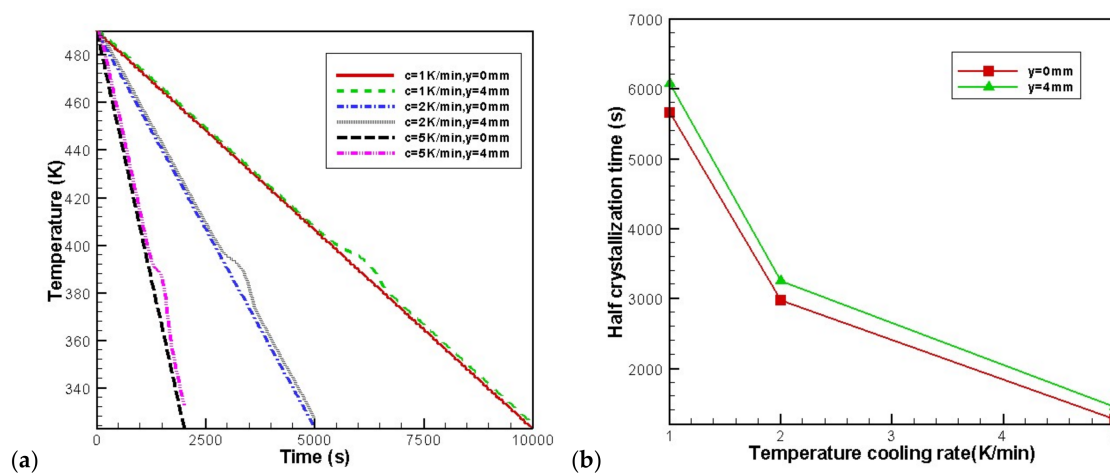 480
460
440
420
400
380
360
340
0
2500
5000
7500
10000
Temperature (K)
Time (s)
c=1K/min,y=0mm
c=1K/min,y=4mm
c=2K/min,y=0mm
c=2K/min,y=4mm
c=5K/min,y=0mm
c=5K/min,y=4mm
(a)
7000
6000
5000
4000
3000
2000
1
2
3
4
Half crystallization time (s)
Temperature cooling rate(K/min)
y=0mm
y=4mm
(b)